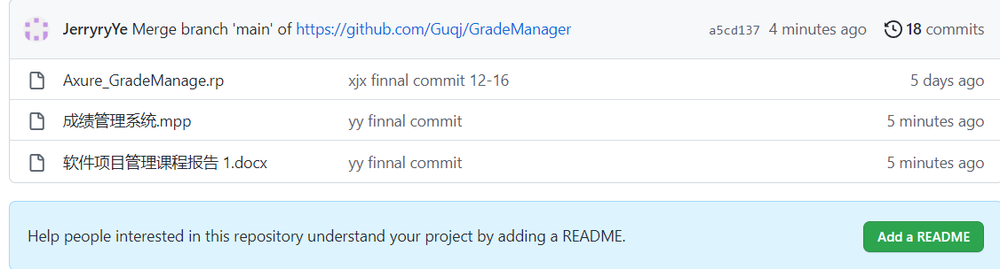 JerryryYe Merge branch 'main' of https://github.com/Guqj/GradeManager a5cd137 4 minutes ago 18 commits
Axure_GradeManage.rp xjx finnal commit 12-16 5 days ago
成绩管理系统.mpp yy finnal commit 5 minutes ago
软件项目管理课程报告 1.docx yy finnal commit 5 minutes ago
Help people interested in this repository understand your project by adding a README. Add a README